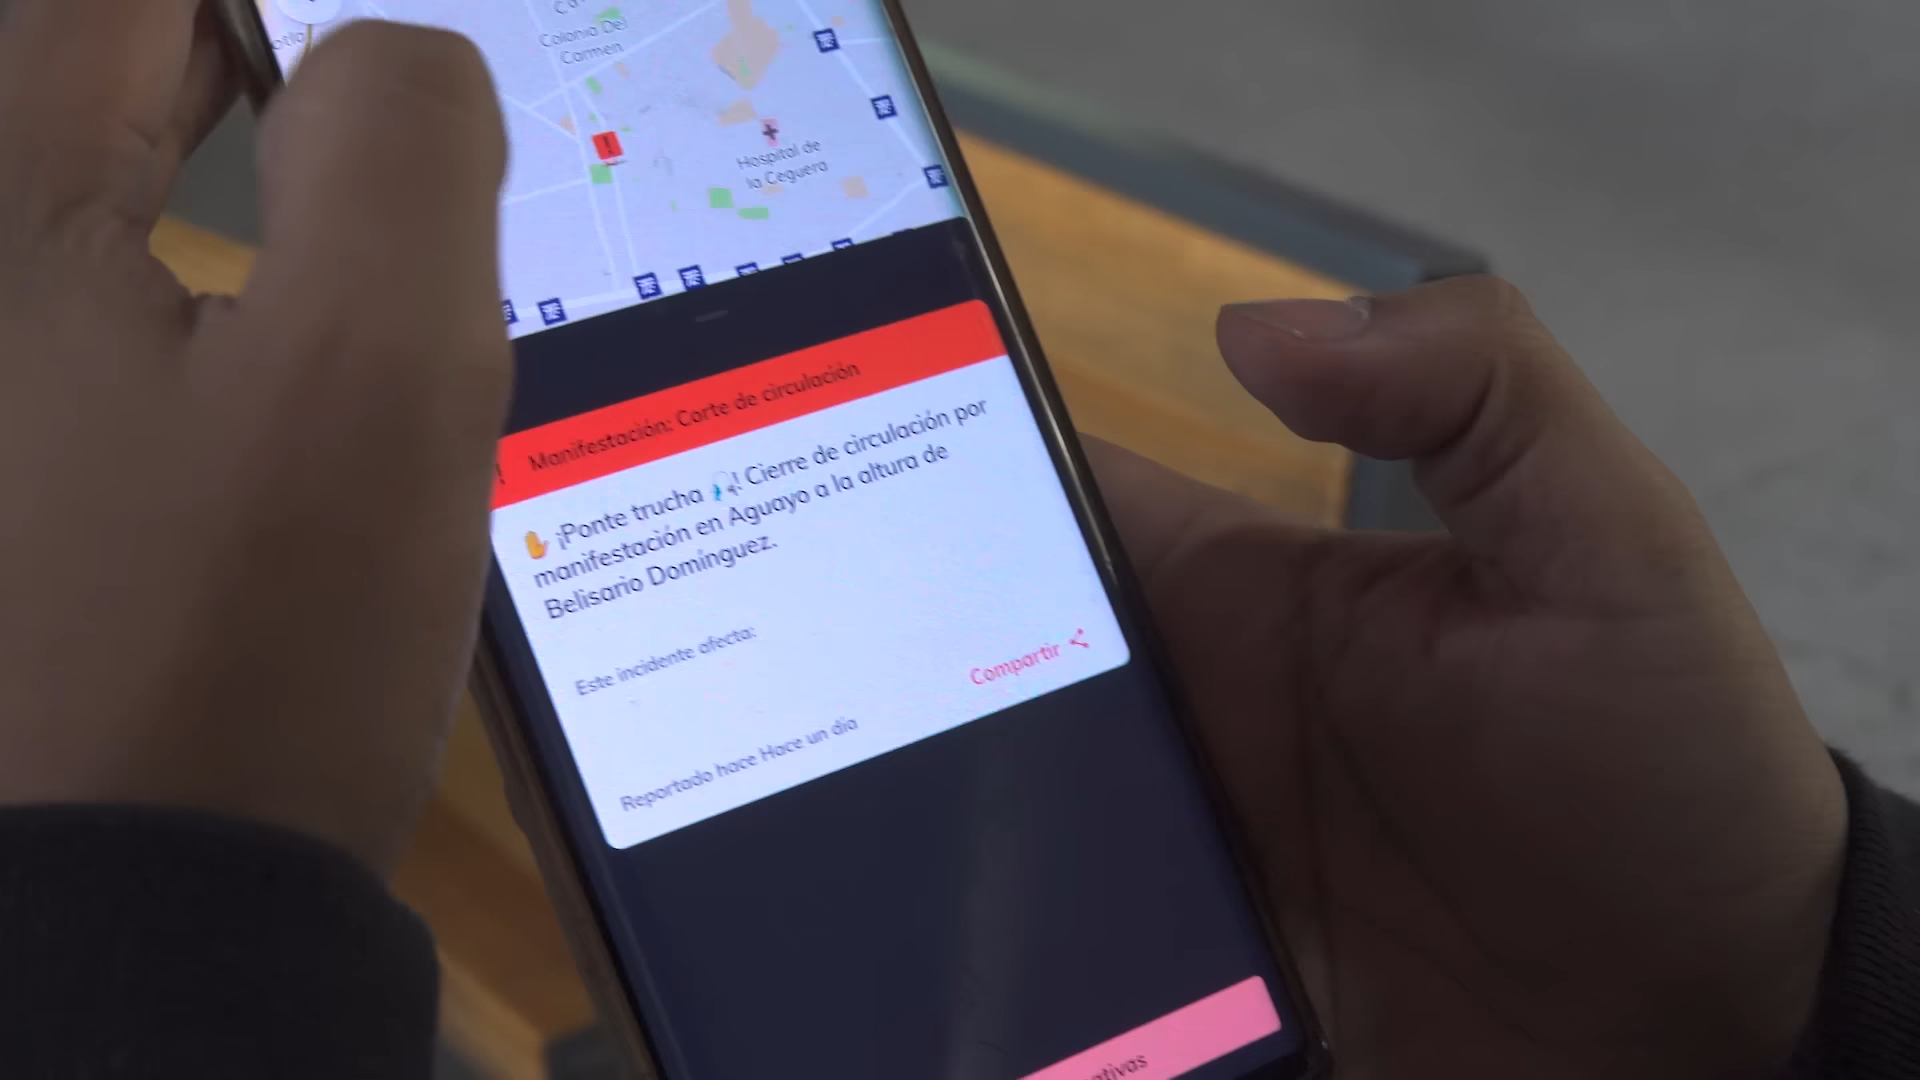 Colonia Del
Carmen
Hospital de
la Ceguera
! Manifestación: Corte de circulación
¡Ponte trucha! Cierre de circulación por
manifestación en Aguayo a la altura de
Belisario Domínguez.
Este incidente afecta:
Compartir
Reportado hace Hace un día